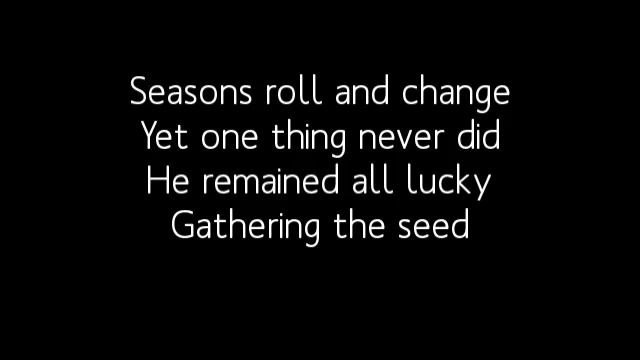 Seasons roll and change
Yet one thing never did
He remained all lucky
Gathering the seed